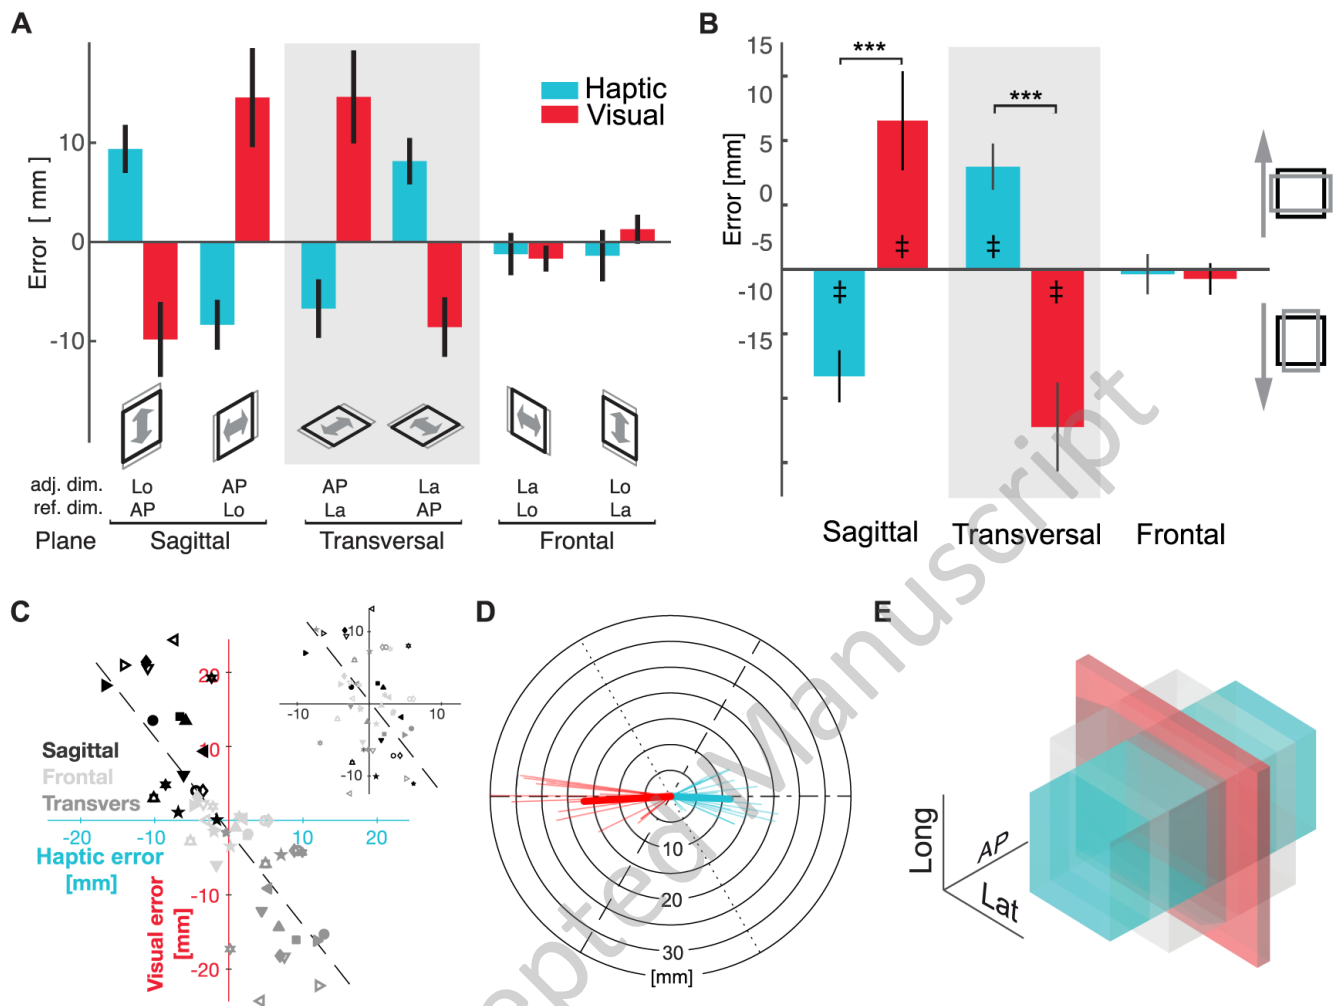 A
Haptic
Visual
Error [ mm ]
10
0
-10
adj. dim. Lo AP AP La La Lo
ref. dim. AP Lo La AP Lo La
Plane Sagittal Transversal Frontal
B
15
10
5
0
-5
-10
-15
Error [mm]
***
***
‡
‡
‡
‡
Sagittal Transversal Frontal
C
20
10
-10
-20
-20
-10
10
20
Sagittal
Frontal
Transvers
Haptic error
[mm]
Visual error
[mm]
10
-10
10
-10
D
10
20
30
[mm]
E
Long
AP
Lat
epted Manuscript